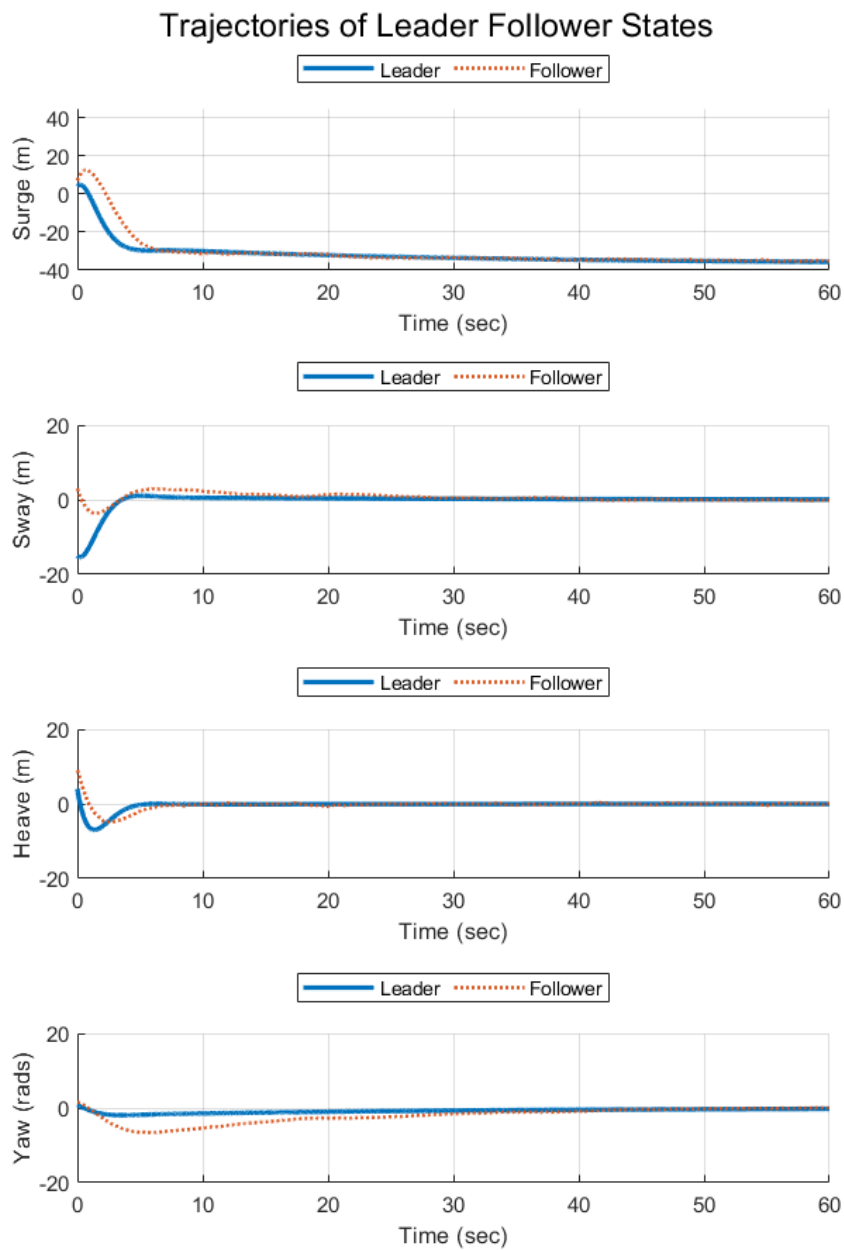 Trajectories of Leader Follower States
Leader Follower
40
20
0
-20
-40
Surge (m)
0 10 20 30 40 50 60
Time (sec)
Leader Follower
20
0
-20
Sway (m)
0 10 20 30 40 50 60
Time (sec)
Leader Follower
20
0
-20
Heave (m)
0 10 20 30 40 50 60
Time (sec)
Leader Follower
20
0
-20
Yaw (rads)
0 10 20 30 40 50 60
Time (sec)